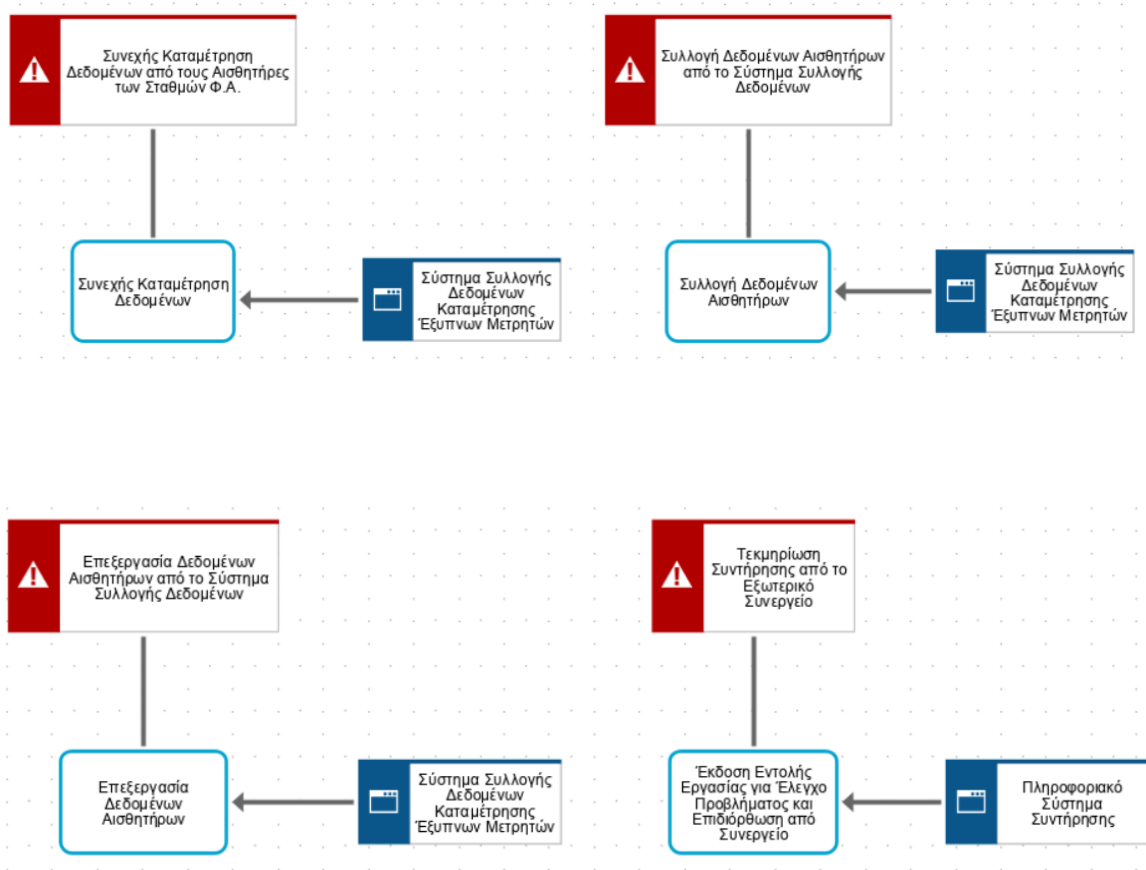 Συνεχής Καταμέτρηση
Δεδομένων από τους Αισθητήρες
των Σταθμών Φ.Α.
Συλλογή Δεδομένων Αισθητήρων
από το Σύστημα Συλλογής
Δεδομένων
Συνεχής Καταμέτρηση
Δεδομένων
Σύστημα Συλλογής
Δεδομένων
Καταμέτρησης
Έξυπνων Μετρητών
Συλλογή Δεδομένων
Αισθητήρων
Σύστημα Συλλογής
Δεδομένων
Καταμέτρησης
Έξυπνων Μετρητών
Επεξεργασία Δεδομένων
Αισθητήρων από το Σύστημα
Συλλογής Δεδομένων
Τεκμηρίωση
Συντήρησης από το
Εξωτερικό
Συνεργείο
Επεξεργασία
Δεδομένων
Αισθητήρων
Σύστημα Συλλογής
Δεδομένων
Καταμέτρησης
Έξυπνων Μετρητών
Έκδοση Εντολής
Εργασίας για Έλεγχο
Προβλήματος και
Επιδιόρθωση από
Συνεργείο
Πληροφοριακό
Σύστημα
Συντήρησης